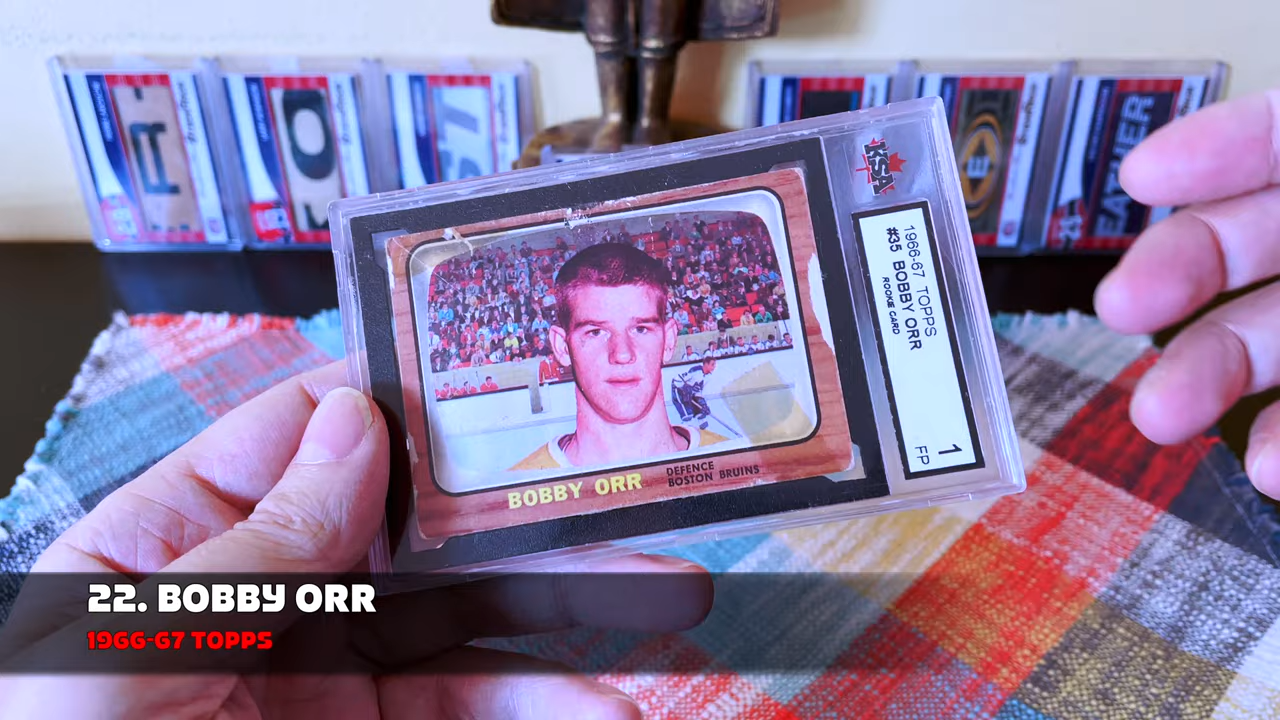 KSA
1966-67 TOPPS
#35 BOBBY ORR
ROOKIE CARD
1
FP
BOBBY ORR
DEFENCE
BOSTON BRUINS
22. BOBBY ORR
1966-67 TOPPS